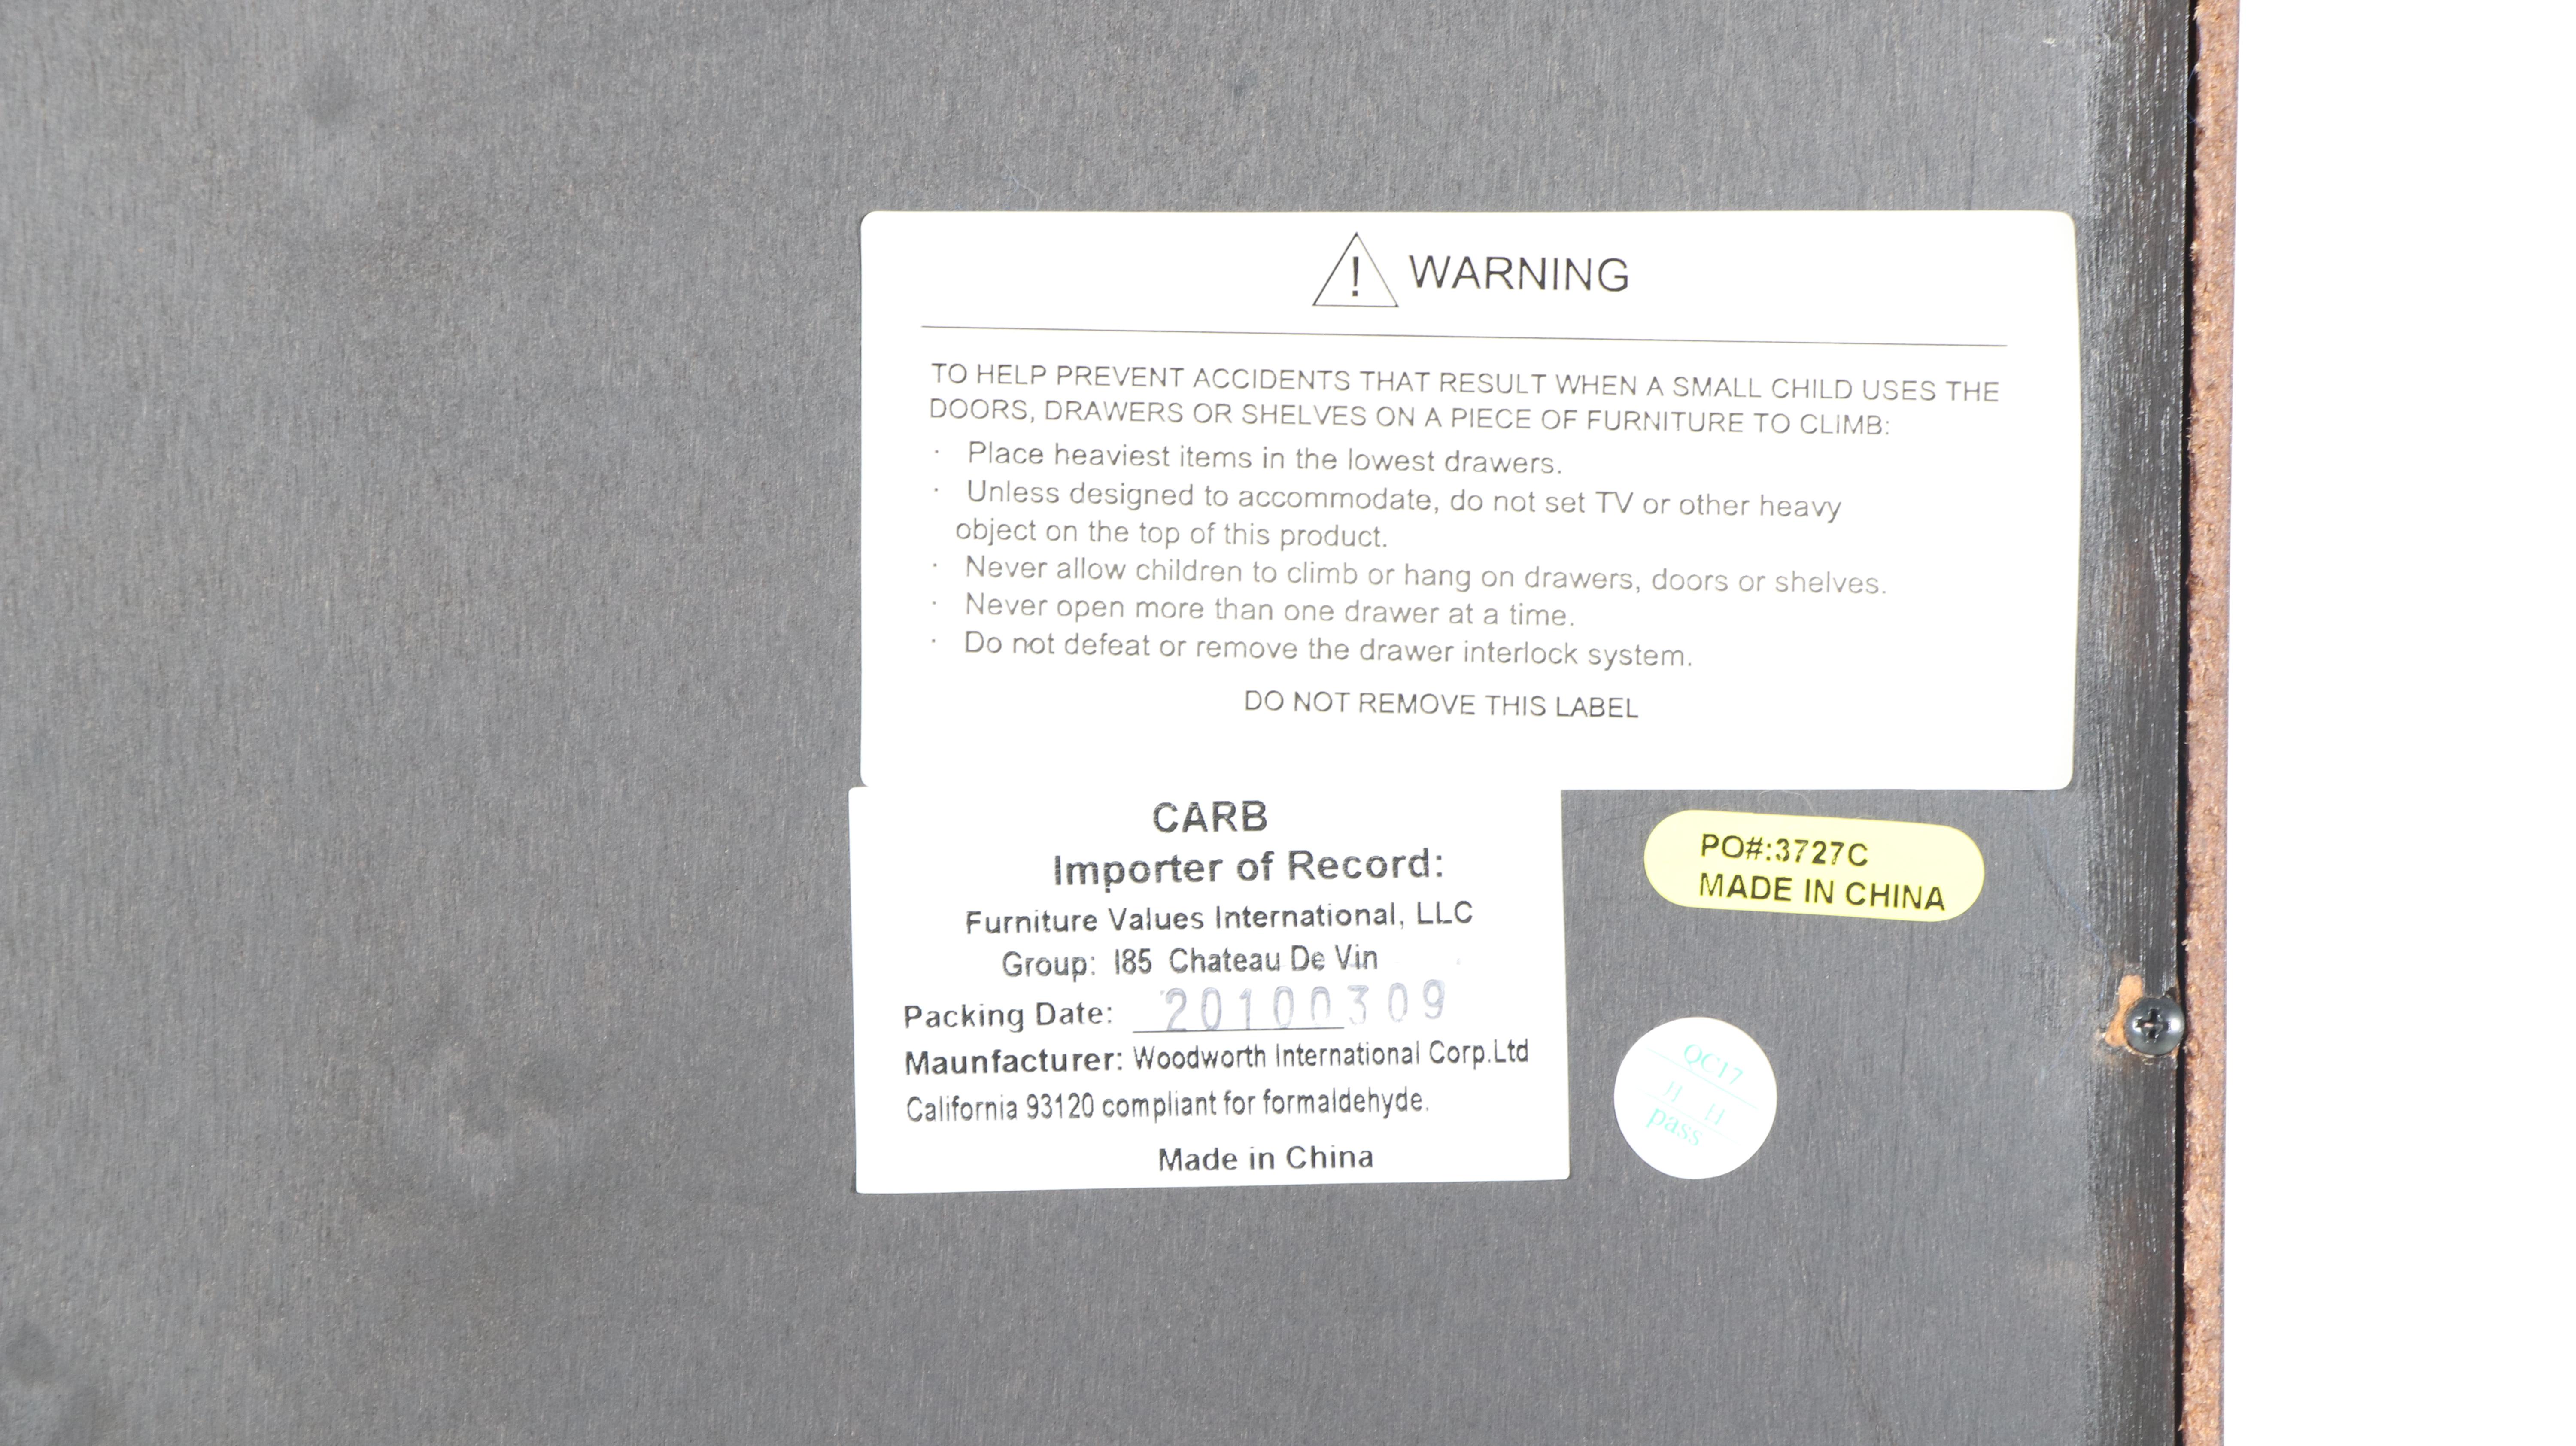 ! WARNING
TO HELP PREVENT ACCIDENTS THAT RESULT WHEN A SMALL CHILD USES THE
DOORS, DRAWERS OR SHELVES ON A PIECE OF FURNITURE TO CLIMB:
· Place heaviest items in the lowest drawers.
· Unless designed to accommodate, do not set TV or other heavy
object on the top of this product.
· Never allow children to climb or hang on drawers, doors or shelves.
· Never open more than one drawer at a time.
· Do not defeat or remove the drawer interlock system.
DO NOT REMOVE THIS LABEL
CARB
Importer of Record:
Furniture Values International, LLC
Group: I85 Chateau De Vin
Packing Date: 20100309
Maunfacturer: Woodworth International Corp.Ltd
California 93120 compliant for formaldehyde.
Made in China
PO#:3727C
MADE IN CHINA
QC17
pass